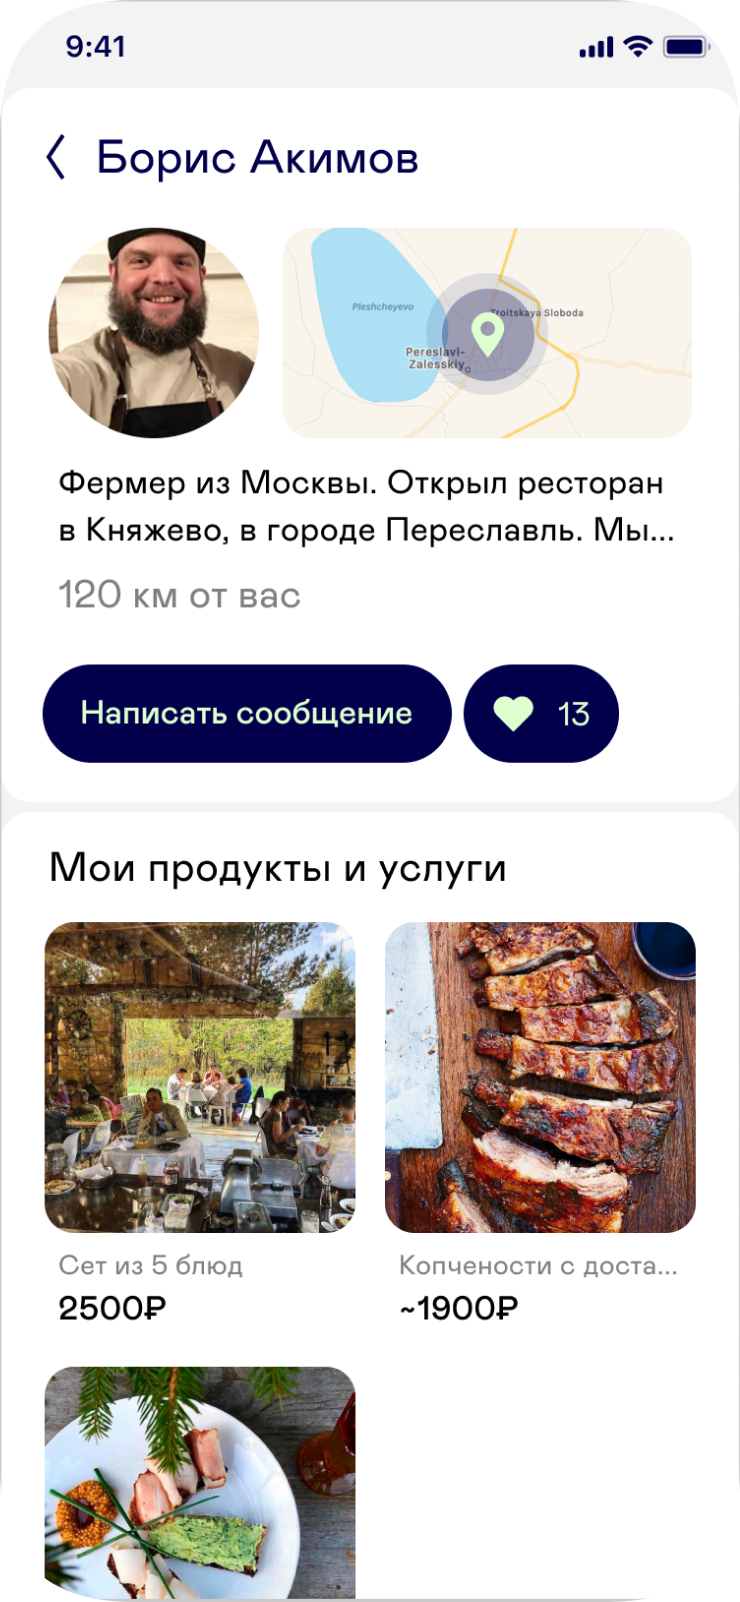 9:41
Борис Акимов
Pleshcheyevo
Troitskaya Sloboda
Pereslavl-
Zalesskiy
Фермер из Москвы. Открыл ресторан
в Княжево, в городе Переславль. Мы...
120 км от вас
Написать сообщение
13
Мои продукты и услуги
Сет из 5 блюд
Копчености с доста...
2500₽
~1900₽